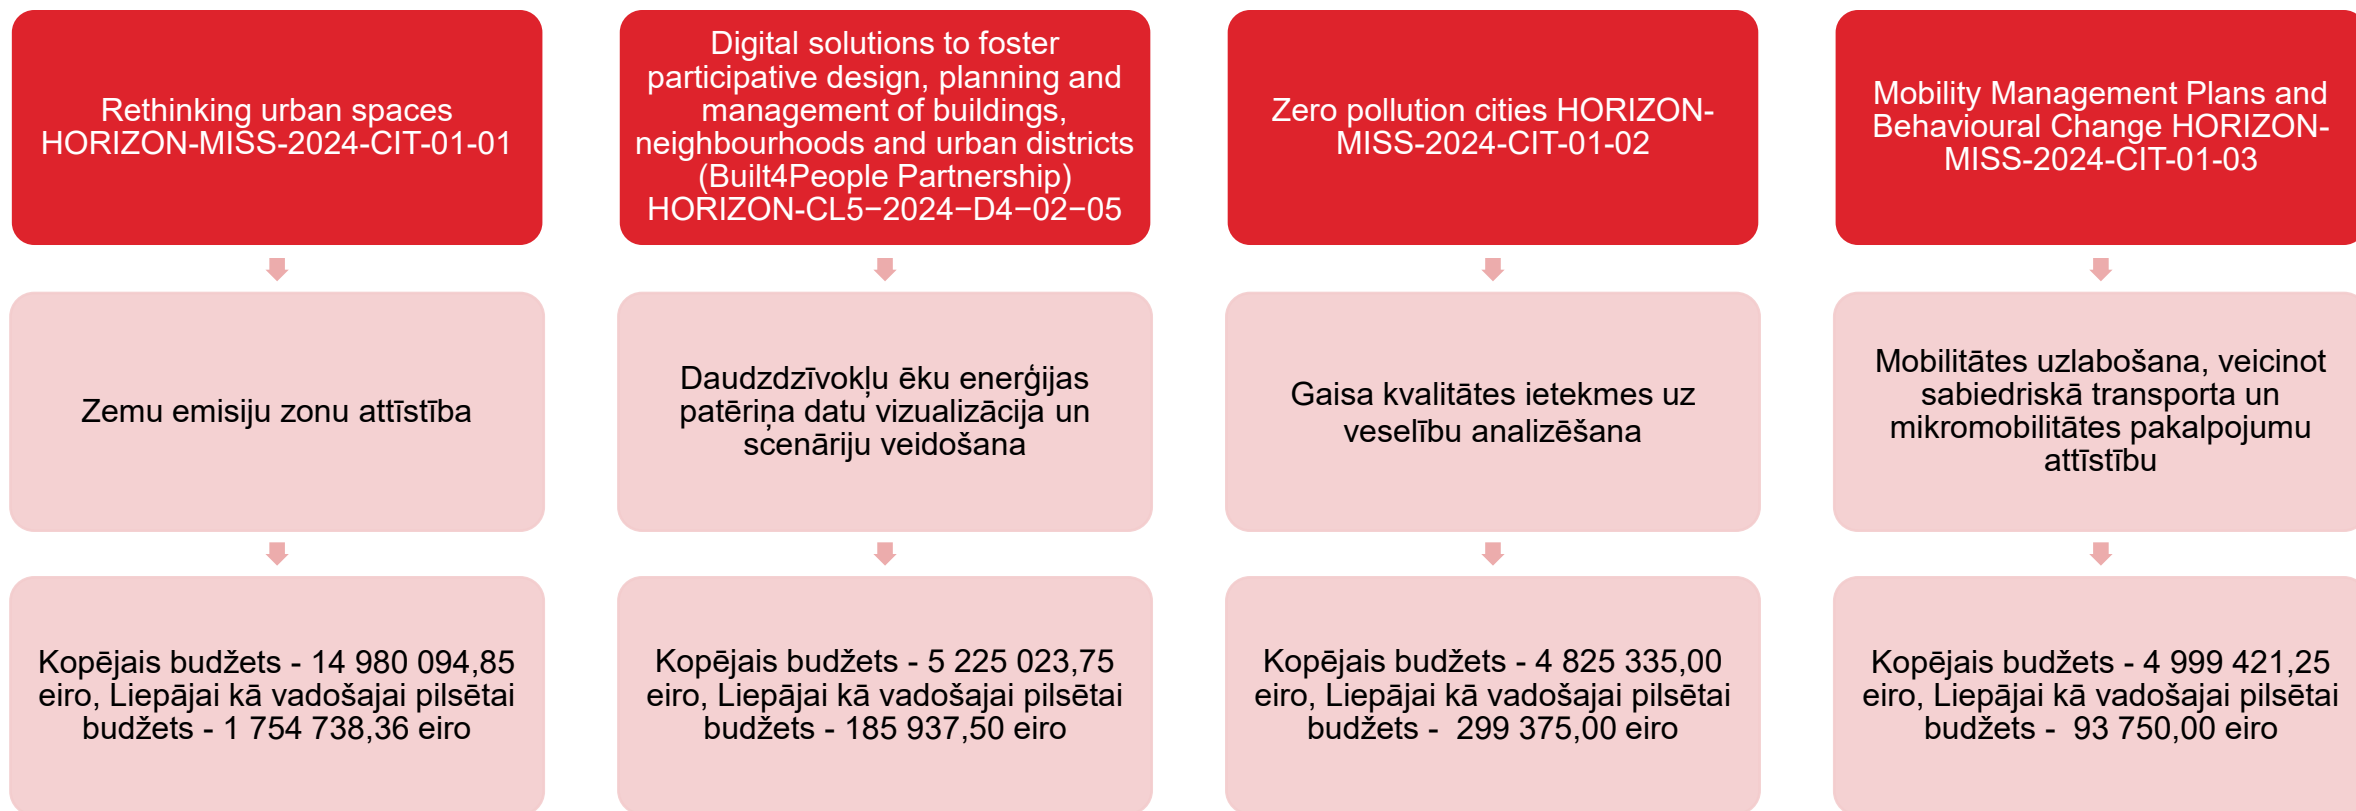 Rethinking urban spaces
HORIZON-MISS-2024-CIT-01-01
Zemu emisiju zonu attīstība
Kopējais budžets - 14 980 094,85
eiro, Liepājai kā vadošajai pilsētai
budžets - 1 754 738,36 eiro
Digital solutions to foster
participative design, planning and
management of buildings,
neighbourhoods and urban districts
(Built4People Partnership)
HORIZON-CL5−2024−D4−02−05
Daudzdzīvokļu ēku enerģijas
patēriņa datu vizualizācija un
scenāriju veidošana
Kopējais budžets - 5 225 023,75
eiro, Liepājai kā vadošajai pilsētai
budžets - 185 937,50 eiro
Zero pollution cities HORIZON-
MISS-2024-CIT-01-02
Gaisa kvalitātes ietekmes uz
veselību analizēšana
Kopējais budžets - 4 825 335,00
eiro, Liepājai kā vadošajai pilsētai
budžets -  299 375,00 eiro
Mobility Management Plans and
Behavioural Change HORIZON-
MISS-2024-CIT-01-03
Mobilitātes uzlabošana, veicinot
sabiedriskā transporta un
mikromobilitātes pakalpojumu
attīstību
Kopējais budžets - 4 999 421,25
eiro, Liepājai kā vadošajai pilsētai
budžets -  93 750,00 eiro